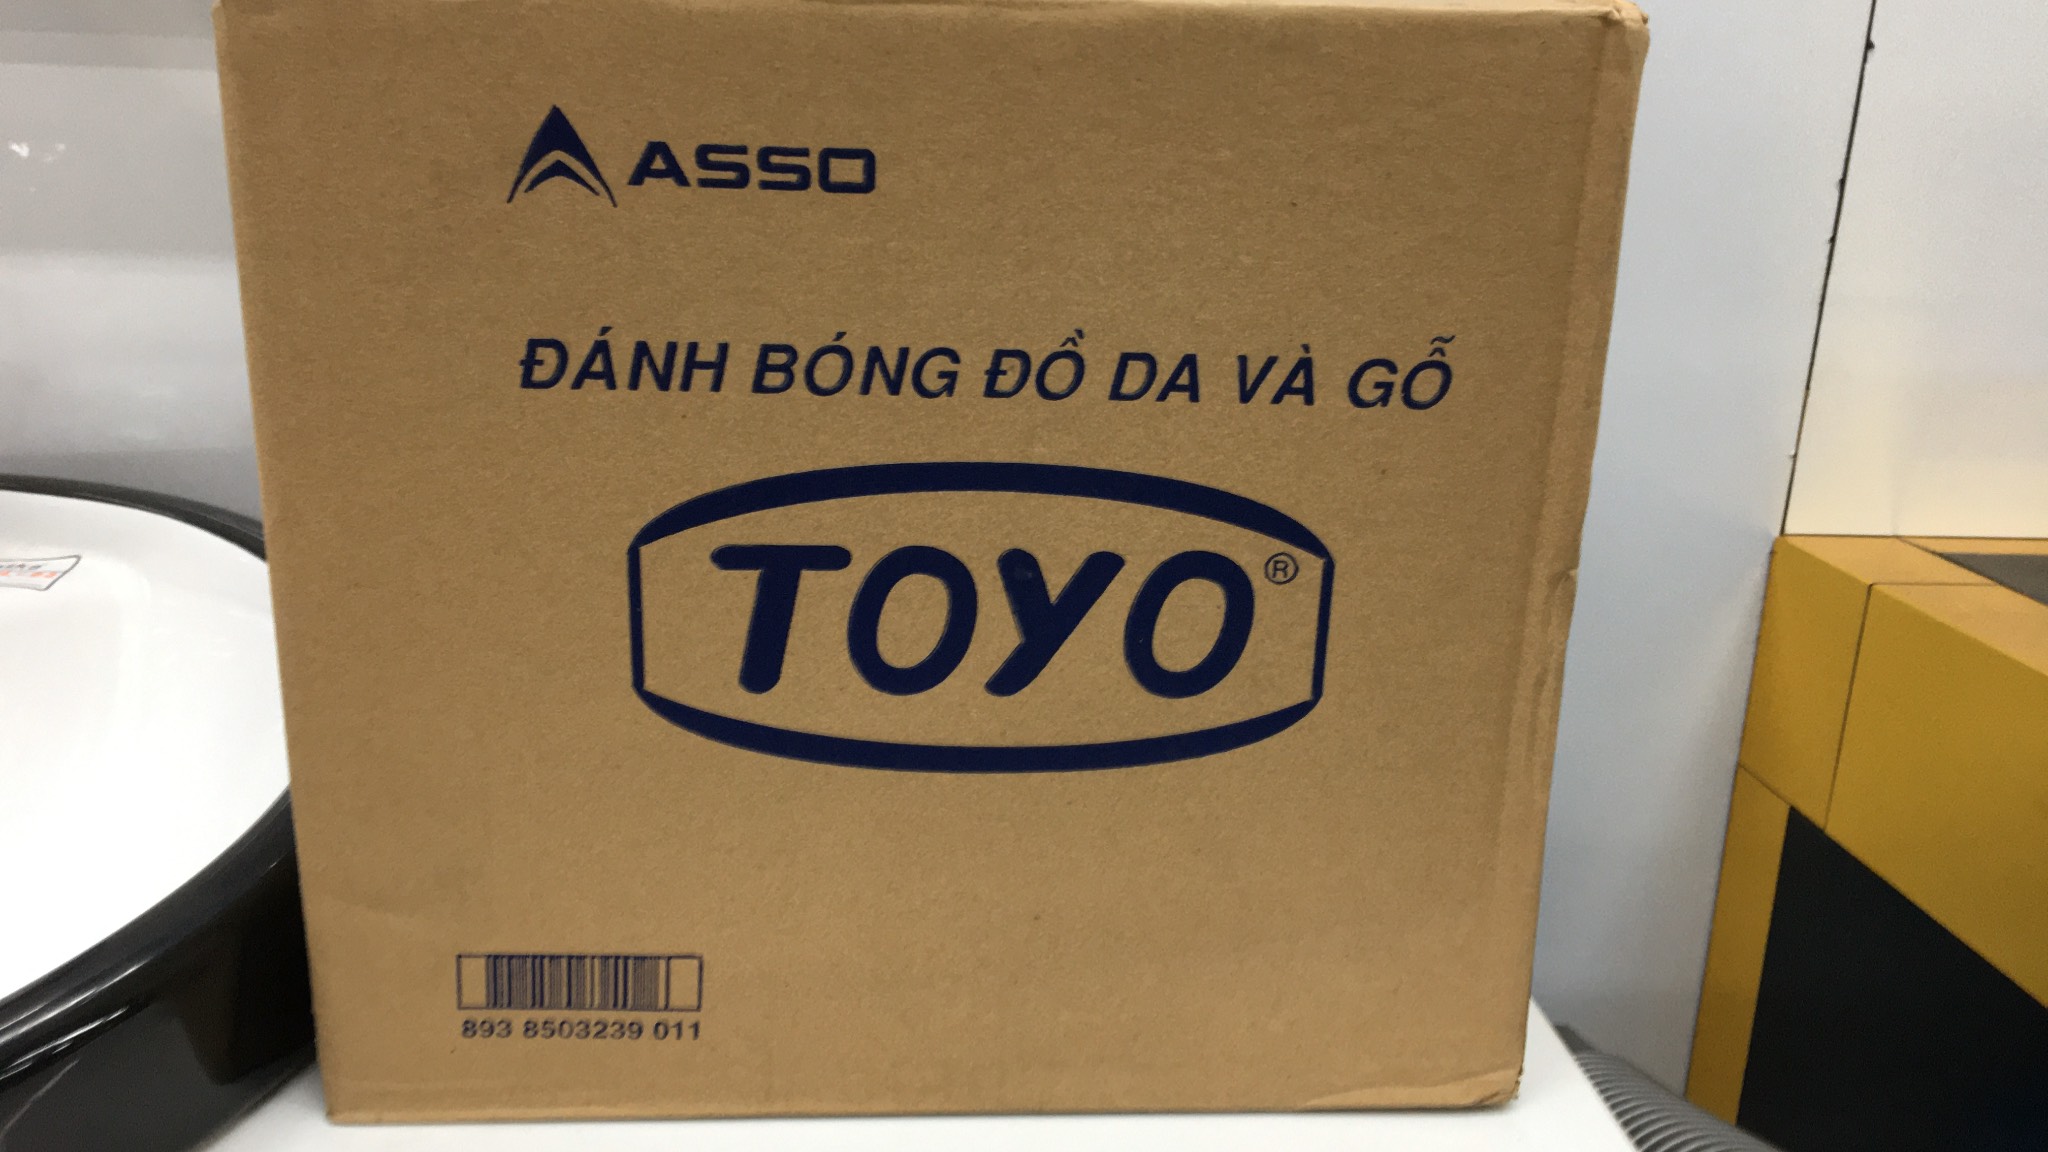 ASSO
ĐÁNH BÓNG ĐỒ DA VÀ GỖ
TOYO®
893 8503239 011